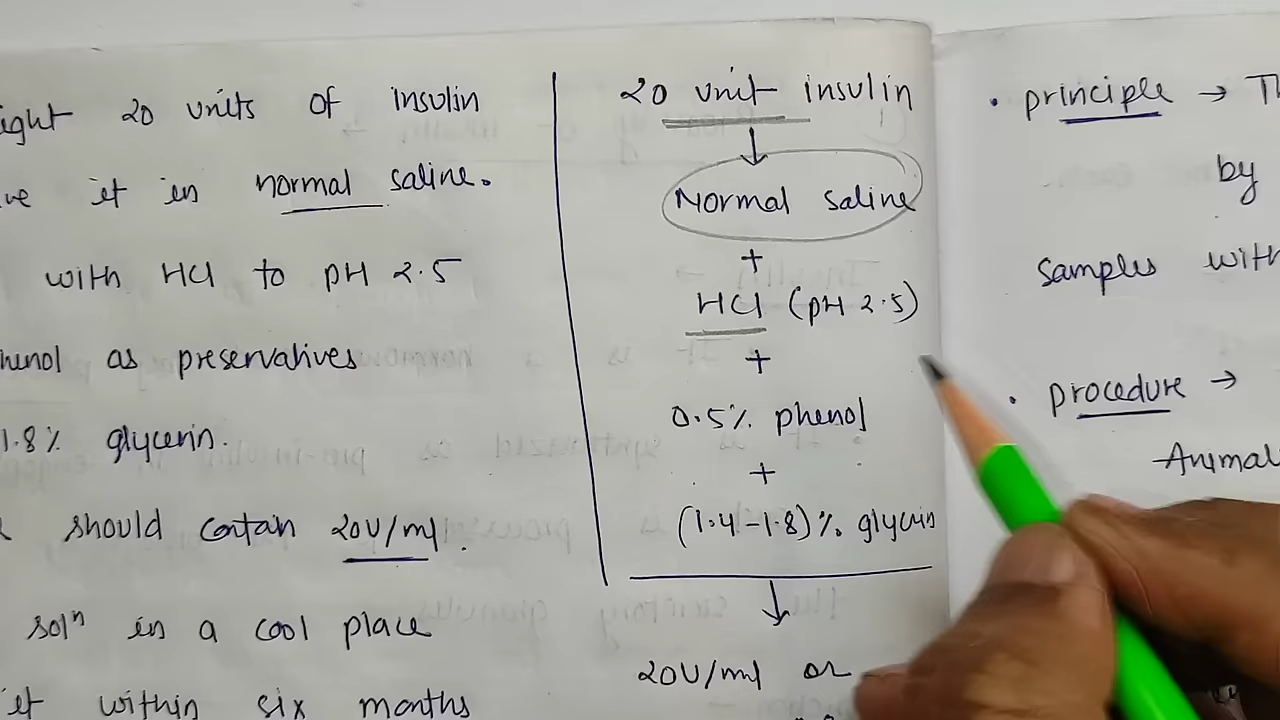 ight 20 units of insulin
ve it in normal saline.
with HCl to pH 2.5
henol as preservatives
1.8% glycerin.
should contan 20U/ml.
solⁿ in a cool place
it within six months
20 unit insulin
↓
Normal saline
+
HCl (pH 2.5)
+
0.5% phenol
+
(1.4-1.8)% glycerin
↓
20U/ml or
• principle →
by
samples with
• procedure →
Animal